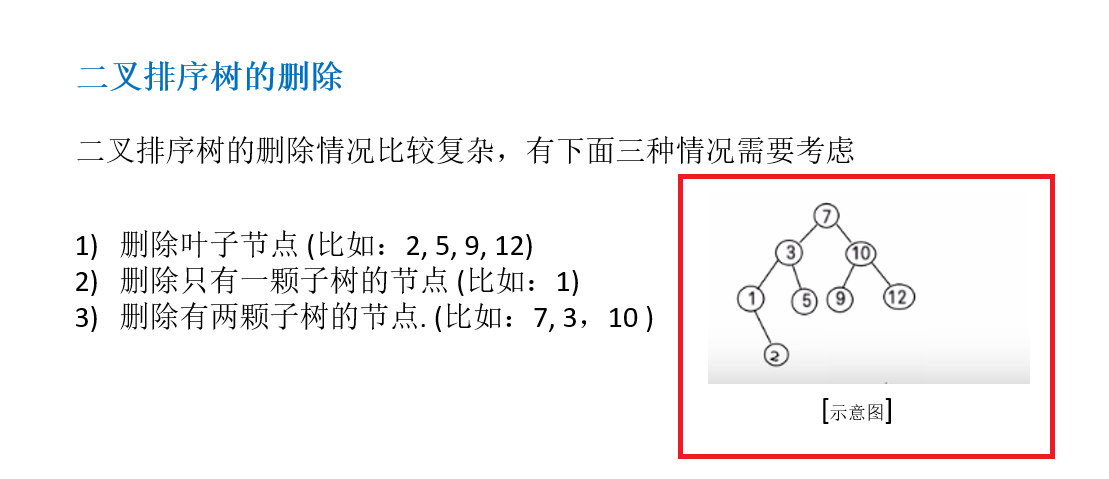 二叉排序树的删除
二叉排序树的删除情况比较复杂，有下面三种情况需要考虑
1) 删除叶子节点 (比如：2, 5, 9, 12)
2) 删除只有一颗子树的节点 (比如：1)
3) 删除有两颗子树的节点. (比如：7, 3，10 )
7
3 10
1 5 9 12
2
[示意图]